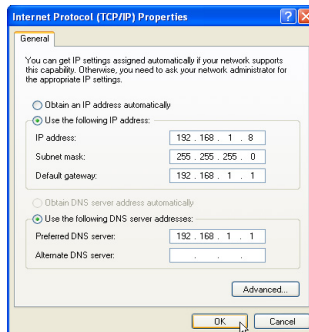 Internet Protocol (TCP/IP) Properties
General
You can get IP settings assigned automatically if your network supports
this capability. Otherwise, you need to ask your network administrator for
the appropriate IP settings.
Obtain an IP address automatically
Use the following IP address:
IP address: 192 . 168 . 1 . 8
Subnet mask: 255 . 255 . 255 . 0
Default gateway: 192 . 168 . 1 . 1
Obtain DNS server address automatically
Use the following DNS server addresses:
Preferred DNS server: 192 . 168 . 1 . 1
Alternate DNS server: . . .
Advanced...
OK Cancel